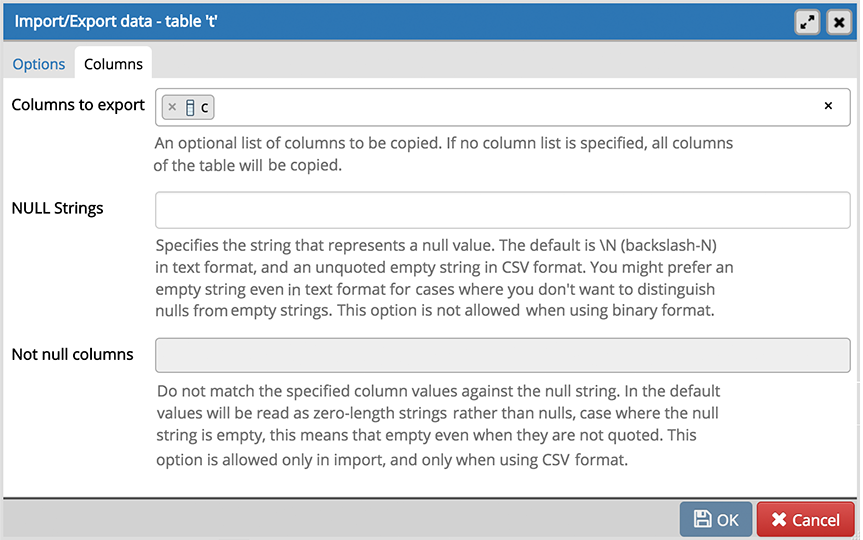 Import/Export data - table 't'
Options Columns
Columns to export
× c ×
An optional list of columns to be copied. If no column list is specified, all columns
of the table will be copied.
NULL Strings
Specifies the string that represents a null value. The default is \N (backslash-N)
in text format, and an unquoted empty string in CSV format. You might prefer an
empty string even in text format for cases where you don't want to distinguish
nulls from empty strings. This option is not allowed when using binary format.
Not null columns
Do not match the specified column values against the null string. In the default
values will be read as zero-length strings rather than nulls, case where the null
string is empty, this means that empty even when they are not quoted. This
option is allowed only in import, and only when using CSV format.
OK Cancel